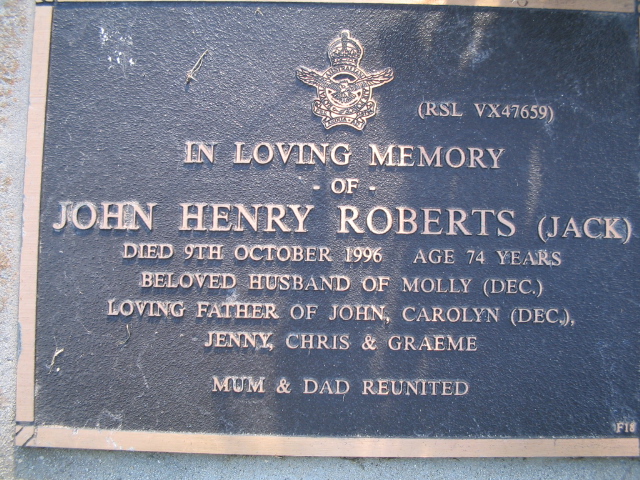 (RSL VX47659)
IN LOVING MEMORY
- OF -
JOHN HENRY ROBERTS (JACK)
DIED 9TH OCTOBER 1996 AGE 74 YEARS
BELOVED HUSBAND OF MOLLY (DEC.)
LOVING FATHER OF JOHN, CAROLYN (DEC.),
JENNY, CHRIS & GRAEME
MUM & DAD REUNITED
F18